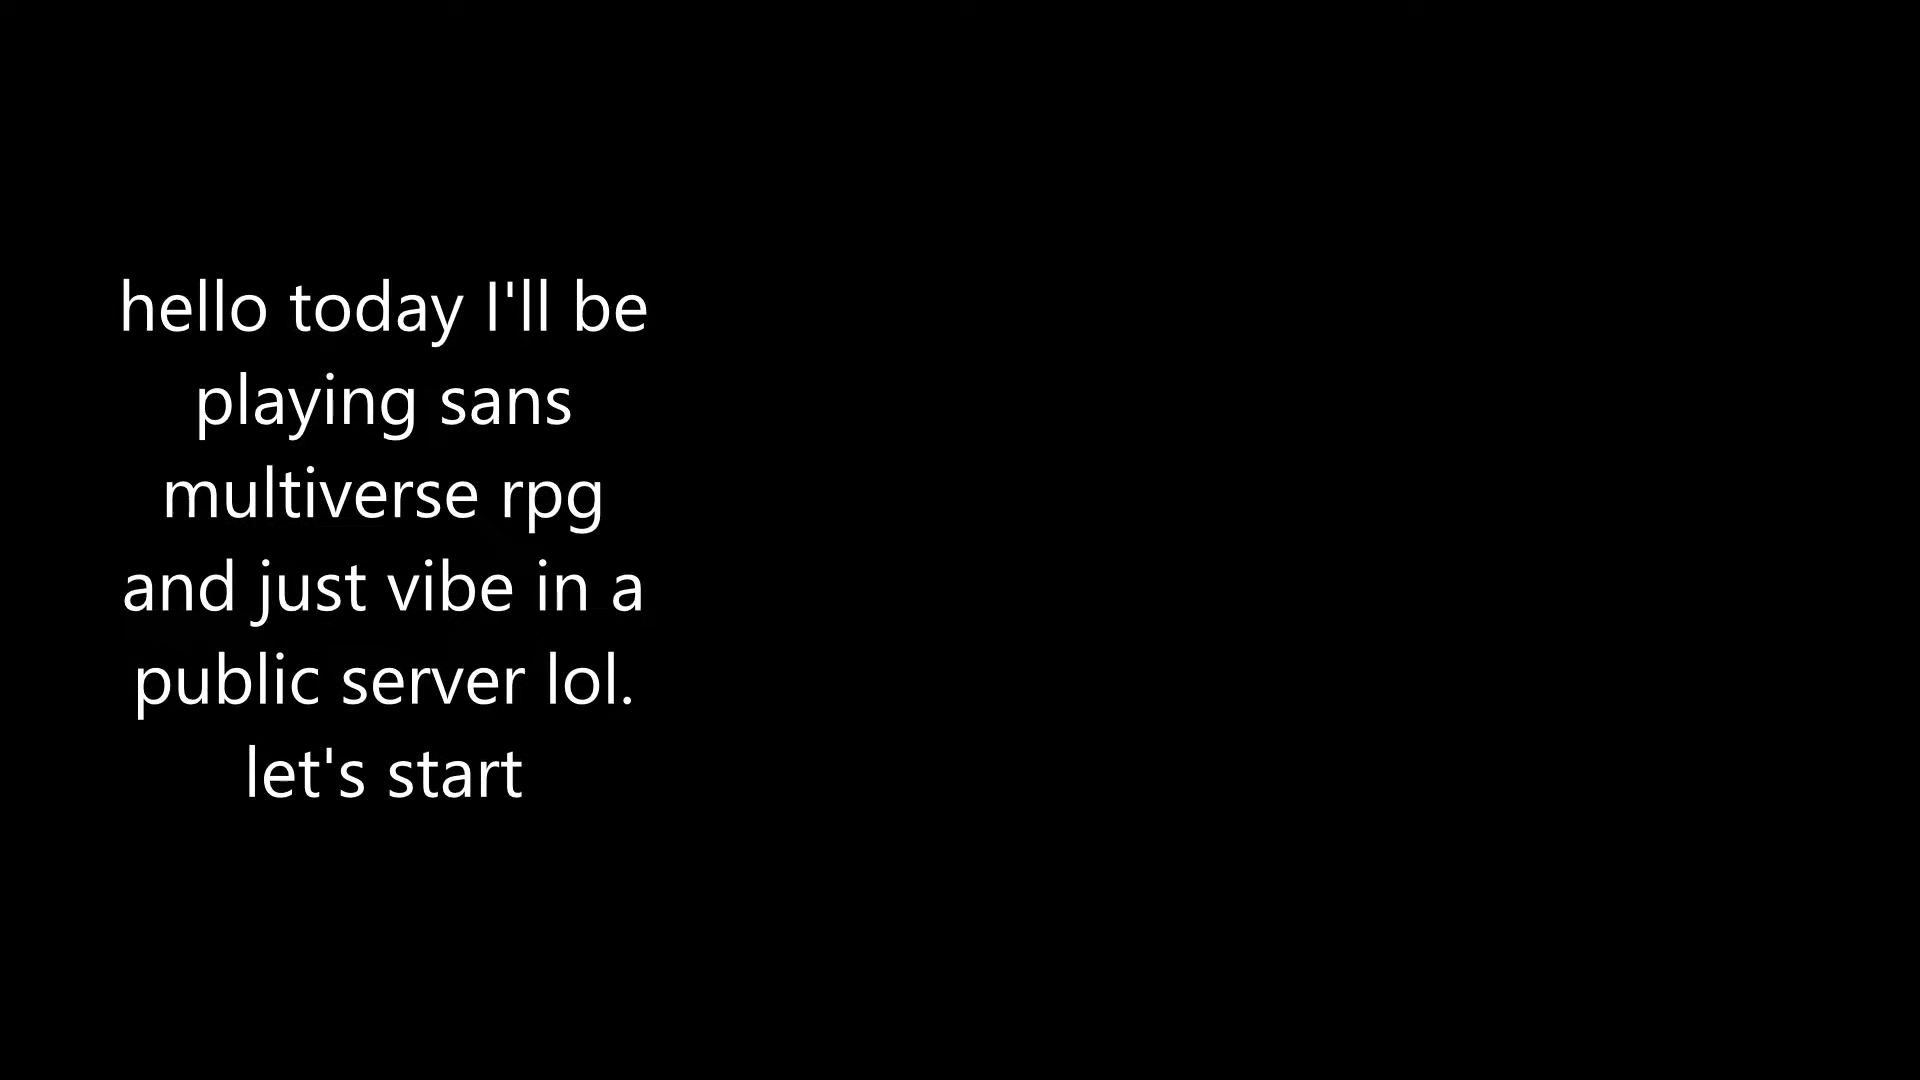 hello today I'll be
playing sans
multiverse rpg
and just vibe in a
public server lol.
let's start